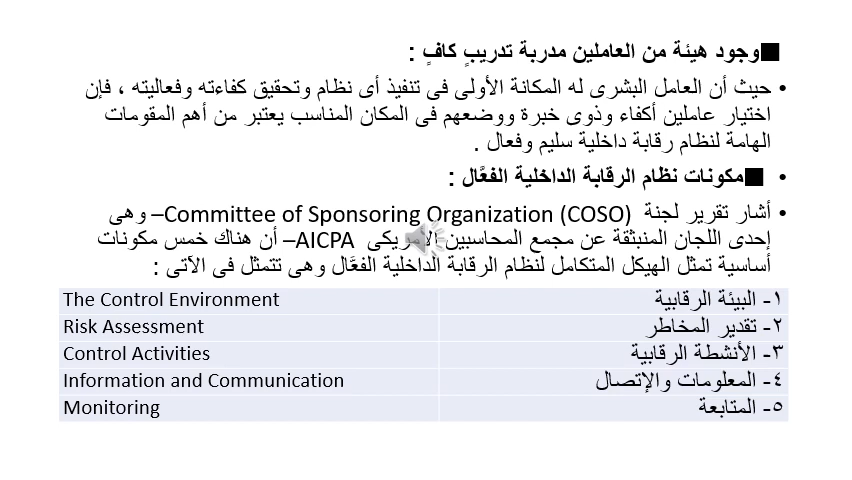 ■وجود هيئة من العاملين مدربة تدريبٍ كافٍ :
• حيث أن العامل البشرى له المكانة الأولى فى تنفيذ أى نظام وتحقيق كفاءته وفعاليته ، فإن
اختيار عاملين أكفاء وذوى خبرة ووضعهم فى المكان المناسب يعتبر من أهم المقومات
الهامة لنظام رقابة داخلية سليم وفعال .
• ■مكونات نظام الرقابة الداخلية الفعَّال :
• أشار تقرير لجنة Committee of Sponsoring Organization (COSO)– وهى
إحدى اللجان المنبثقة عن مجمع المحاسبين الأمريكى AICPA– أن هناك خمس مكونات
أساسية تمثل الهيكل المتكامل لنظام الرقابة الداخلية الفعَّال وهى تتمثل فى الآتى :
١- البيئة الرقابية The Control Environment
٢- تقدير المخاطر Risk Assessment
٣- الأنشطة الرقابية Control Activities
٤- المعلومات والإتصال Information and Communication
٥- المتابعة Monitoring